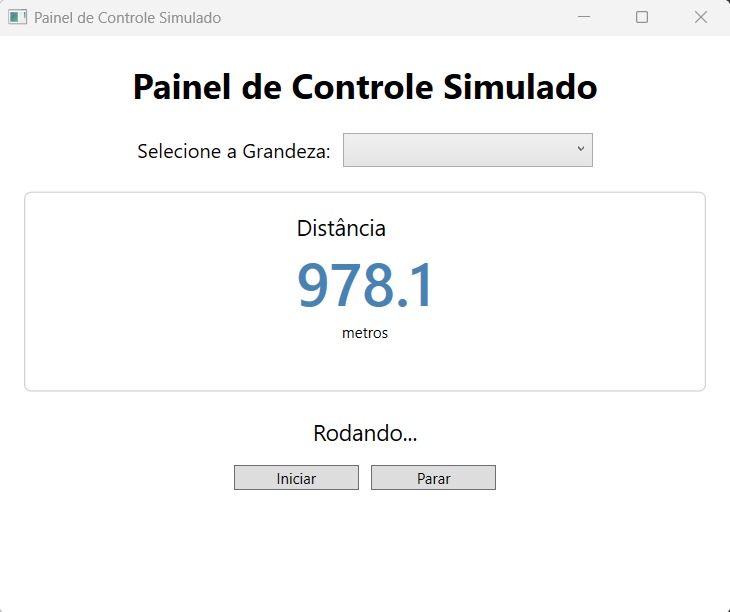 Painel de Controle Simulado
Painel de Controle Simulado
Selecione a Grandeza:
Distância
978.1
metros
Rodando...
Iniciar Parar